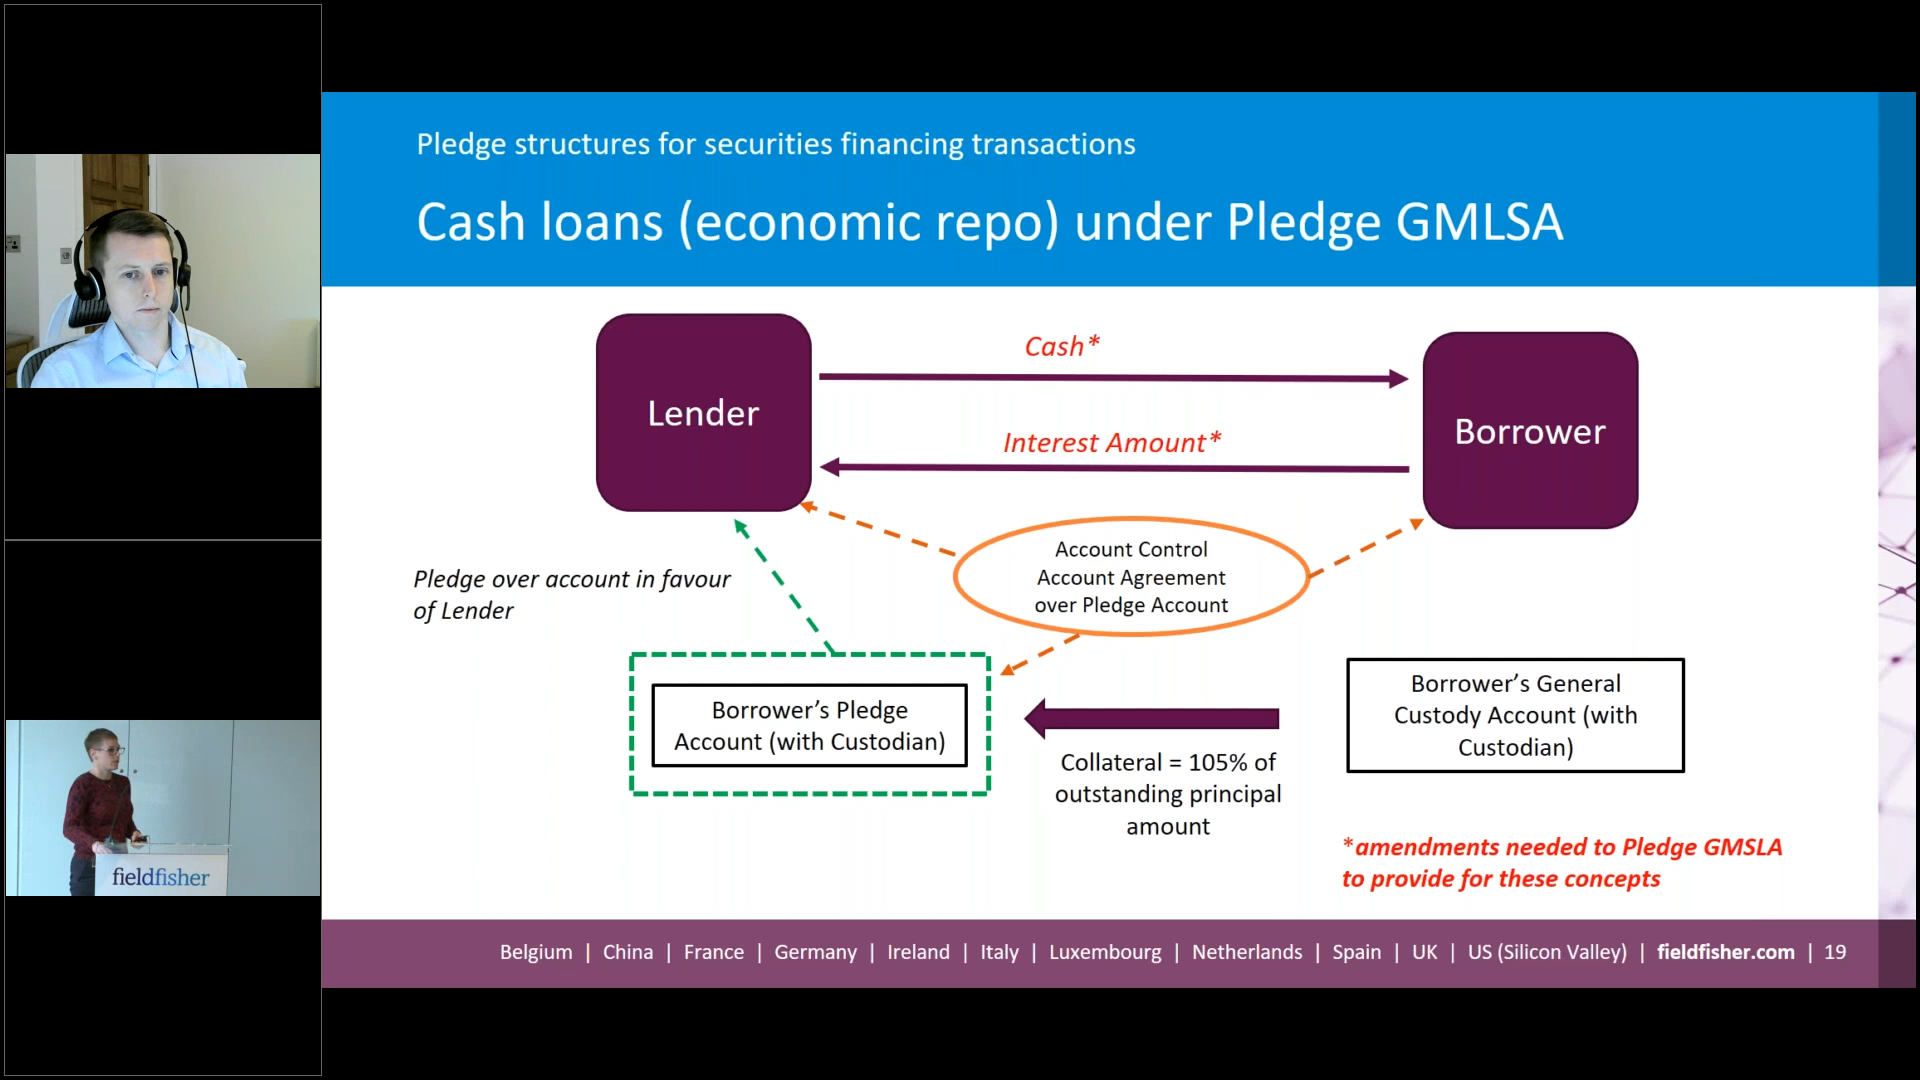 Pledge structures for securities financing transactions
Cash loans (economic repo) under Pledge GMLSA
Cash*
Lender
Borrower
Interest Amount*
Account Control
Account Agreement
over Pledge Account
Pledge over account in favour
of Lender
Borrower’s Pledge
Account (with Custodian)
Borrower’s General
Custody Account (with
Custodian)
Collateral = 105% of
outstanding principal
amount
*amendments needed to Pledge GMSLA
to provide for these concepts
fieldfisher
Belgium | China | France | Germany | Ireland | Italy | Luxembourg | Netherlands | Spain | UK | US (Silicon Valley) | fieldfisher.com | 19